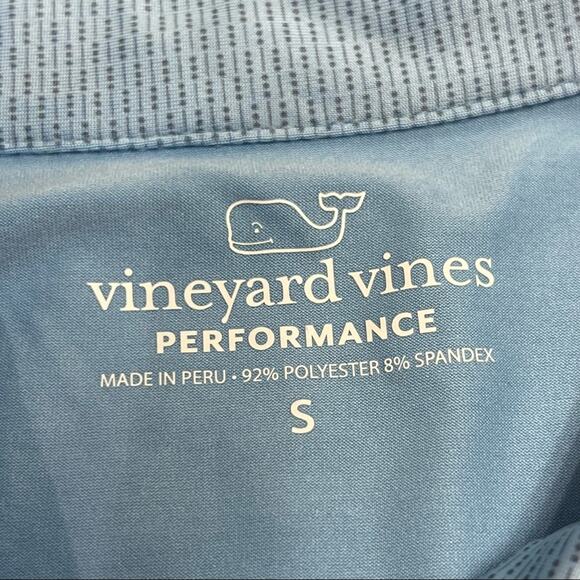 vineyard vines
PERFORMANCE
MADE IN PERU • 92% POLYESTER 8% SPANDEX
S